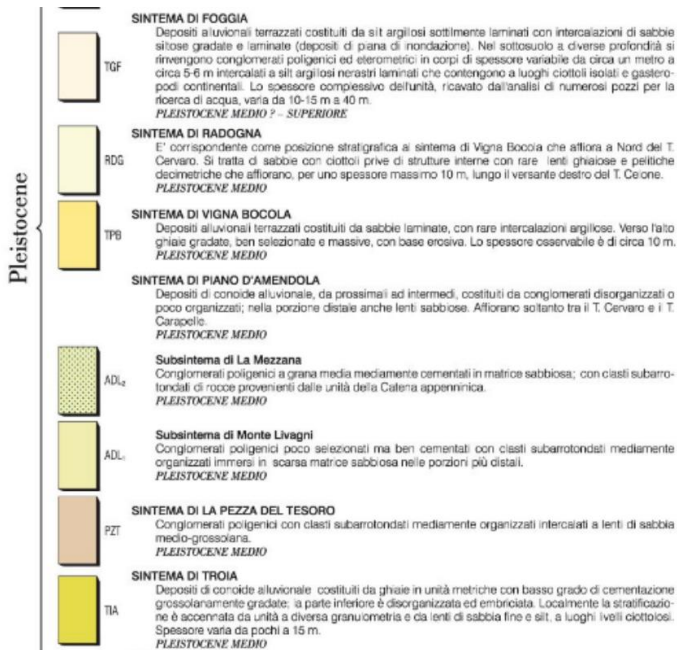 SINTEMA DI FOGGIA
Depositi alluvionali terrazzati costituiti da silt argillosi sottilmente laminati con intercalazioni di sabbie
siltose gradate e laminate (depositi di piana di inondazione). Nel sottosuolo a diverse profondità si
rinvengono conglomerati poligenici ed eterometrici in corpi di spessore variabile da circa un metro a
circa 5-6 m intercalati a silt argillosi nerastri laminati che contengono a luoghi ciottoli isolati e gastero-
podi continentali. Lo spessore complessivo dell'unità, ricavato dall'analisi di numerosi pozzi per la
ricerca di acqua, varia da 10-15 m a 40 m.
PLEISTOCENE MEDIO ? – SUPERIORE
TGF
SINTEMA DI RADOGNA
E' corrispondente come posizione stratigrafica al sintema di Vigna Bocola che affiora a Nord del T.
Cervaro. Si tratta di sabbie con ciottoli prive di strutture interne con rare lenti ghiaiose e pelitiche
decimetriche che affiorano, per uno spessore massimo 10 m, lungo il versante destro del T. Celone.
PLEISTOCENE MEDIO
RDG
SINTEMA DI VIGNA BOCOLA
Depositi alluvionali terrazzati costituiti da sabbie laminate, con rare intercalazioni argillose. Verso l'alto
ghiaie gradate, ben selezionate e massive, con base erosiva. Lo spessore osservabile è di circa 10 m.
PLEISTOCENE MEDIO
TPB
Pleistocene
SINTEMA DI PIANO D'AMENDOLA
Depositi di conoide alluvionale, da prossimali ad intermedi, costituiti da conglomerati disorganizzati o
poco organizzati; nella porzione distale anche lenti sabbiose. Affiorano soltanto tra il T. Cervaro e il T.
Carapelle.
PLEISTOCENE MEDIO
Subsintema di La Mezzana
Conglomerati poligenici a grana media mediamente cementati in matrice sabbiosa; con clasti subarro-
tondati di rocce provenienti dalle unità della Catena appenninica.
PLEISTOCENE MEDIO
ADL₂
Subsintema di Monte Livagni
Conglomerati poligenici poco selezionati ma ben cementati con clasti subarrotondati mediamente
organizzati immersi in scarsa matrice sabbiosa nelle porzioni più distali.
PLEISTOCENE MEDIO
ADL₁
SINTEMA DI LA PEZZA DEL TESORO
Conglomerati poligenici con clasti subarrotondati mediamente organizzati intercalati a lenti di sabbia
medio-grossolana.
PLEISTOCENE MEDIO
PZT
SINTEMA DI TROIA
Depositi di conoide alluvionale costituiti da ghiaie in unità metriche con basso grado di cementazione
grossolanamente gradate; la parte inferiore è disorganizzata ed embriciata. Localmente la stratificazio-
ne è accennata da unità a diversa granulometria e da lenti di sabbia fine e silt, a luoghi livelli ciottolosi.
Spessore varia da pochi a 15 m.
PLEISTOCENE MEDIO
TIA